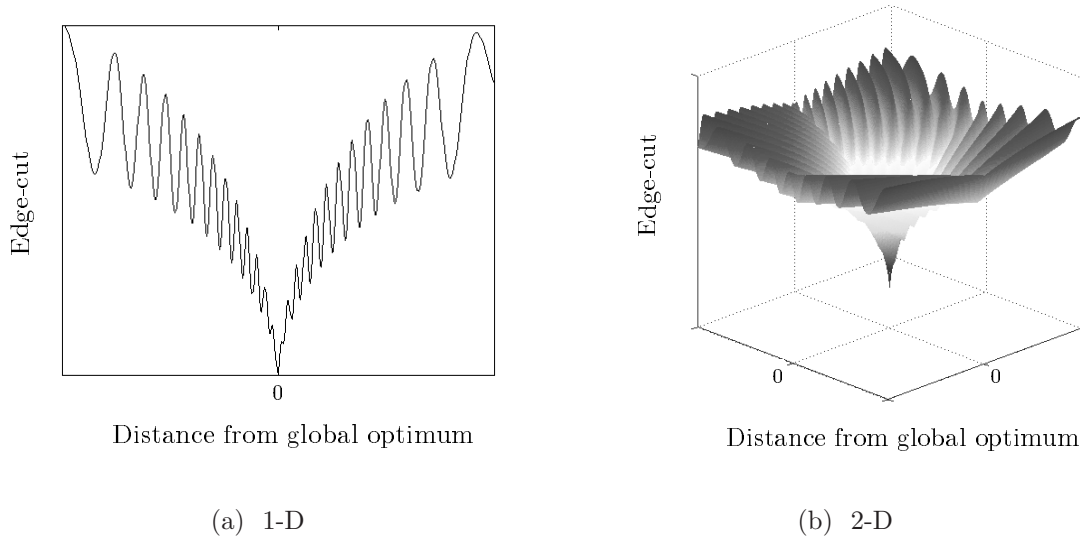 Edge-cut
0
Distance from global optimum
(a) 1-D
Edge-cut
0
0
Distance from global optimum
(b) 2-D